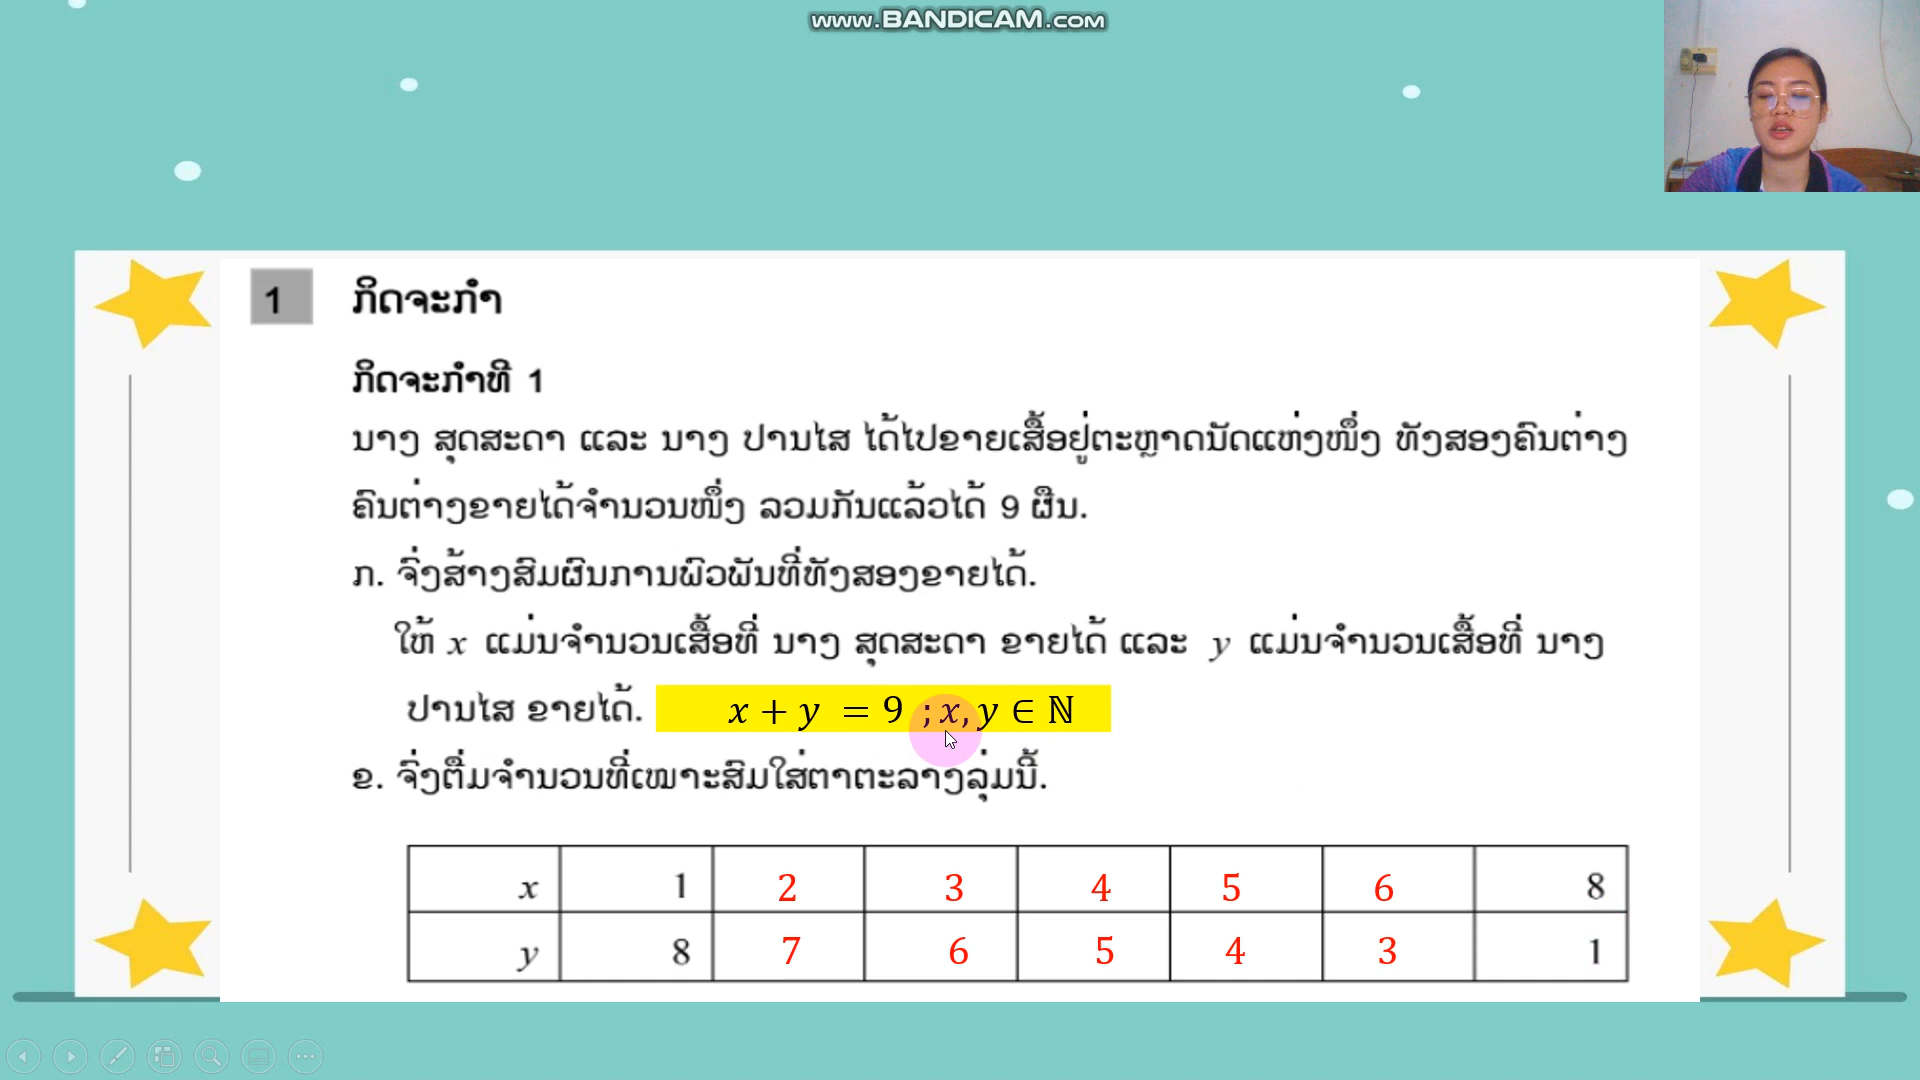 www.BANDICAM.com
1 ກິດຈະກຳ
ກິດຈະກຳທີ 1
ນາງ ສຸດສະດາ ແລະ ນາງ ປານໄສ ໄດ້ໄປຂາຍເສື້ອຢູ່ຕະຫຼາດນັດແຫ່ງໜຶ່ງ ທັງສອງຄົນຕ່າງ
ຄົນຕ່າງຂາຍໄດ້ຈຳນວນໜຶ່ງ ລວມກັນແລ້ວໄດ້ 9 ຜືນ.
ກ. ຈົ່ງສ້າງສົມຜົນການພົວພັນທີ່ທັງສອງຂາຍໄດ້.
ໃຫ້ x ແມ່ນຈຳນວນເສື້ອທີ່ ນາງ ສຸດສະດາ ຂາຍໄດ້ ແລະ y ແມ່ນຈຳນວນເສື້ອທີ່ ນາງ
ປານໄສ ຂາຍໄດ້. x + y = 9 ; x, y ∈ ℕ
ຂ. ຈົ່ງຕື່ມຈຳນວນທີ່ເໝາະສົມໃສ່ຕາຕະລາງລຸ່ມນີ້.
x 1 2 3 4 5 6 8
y 8 7 6 5 4 3 1